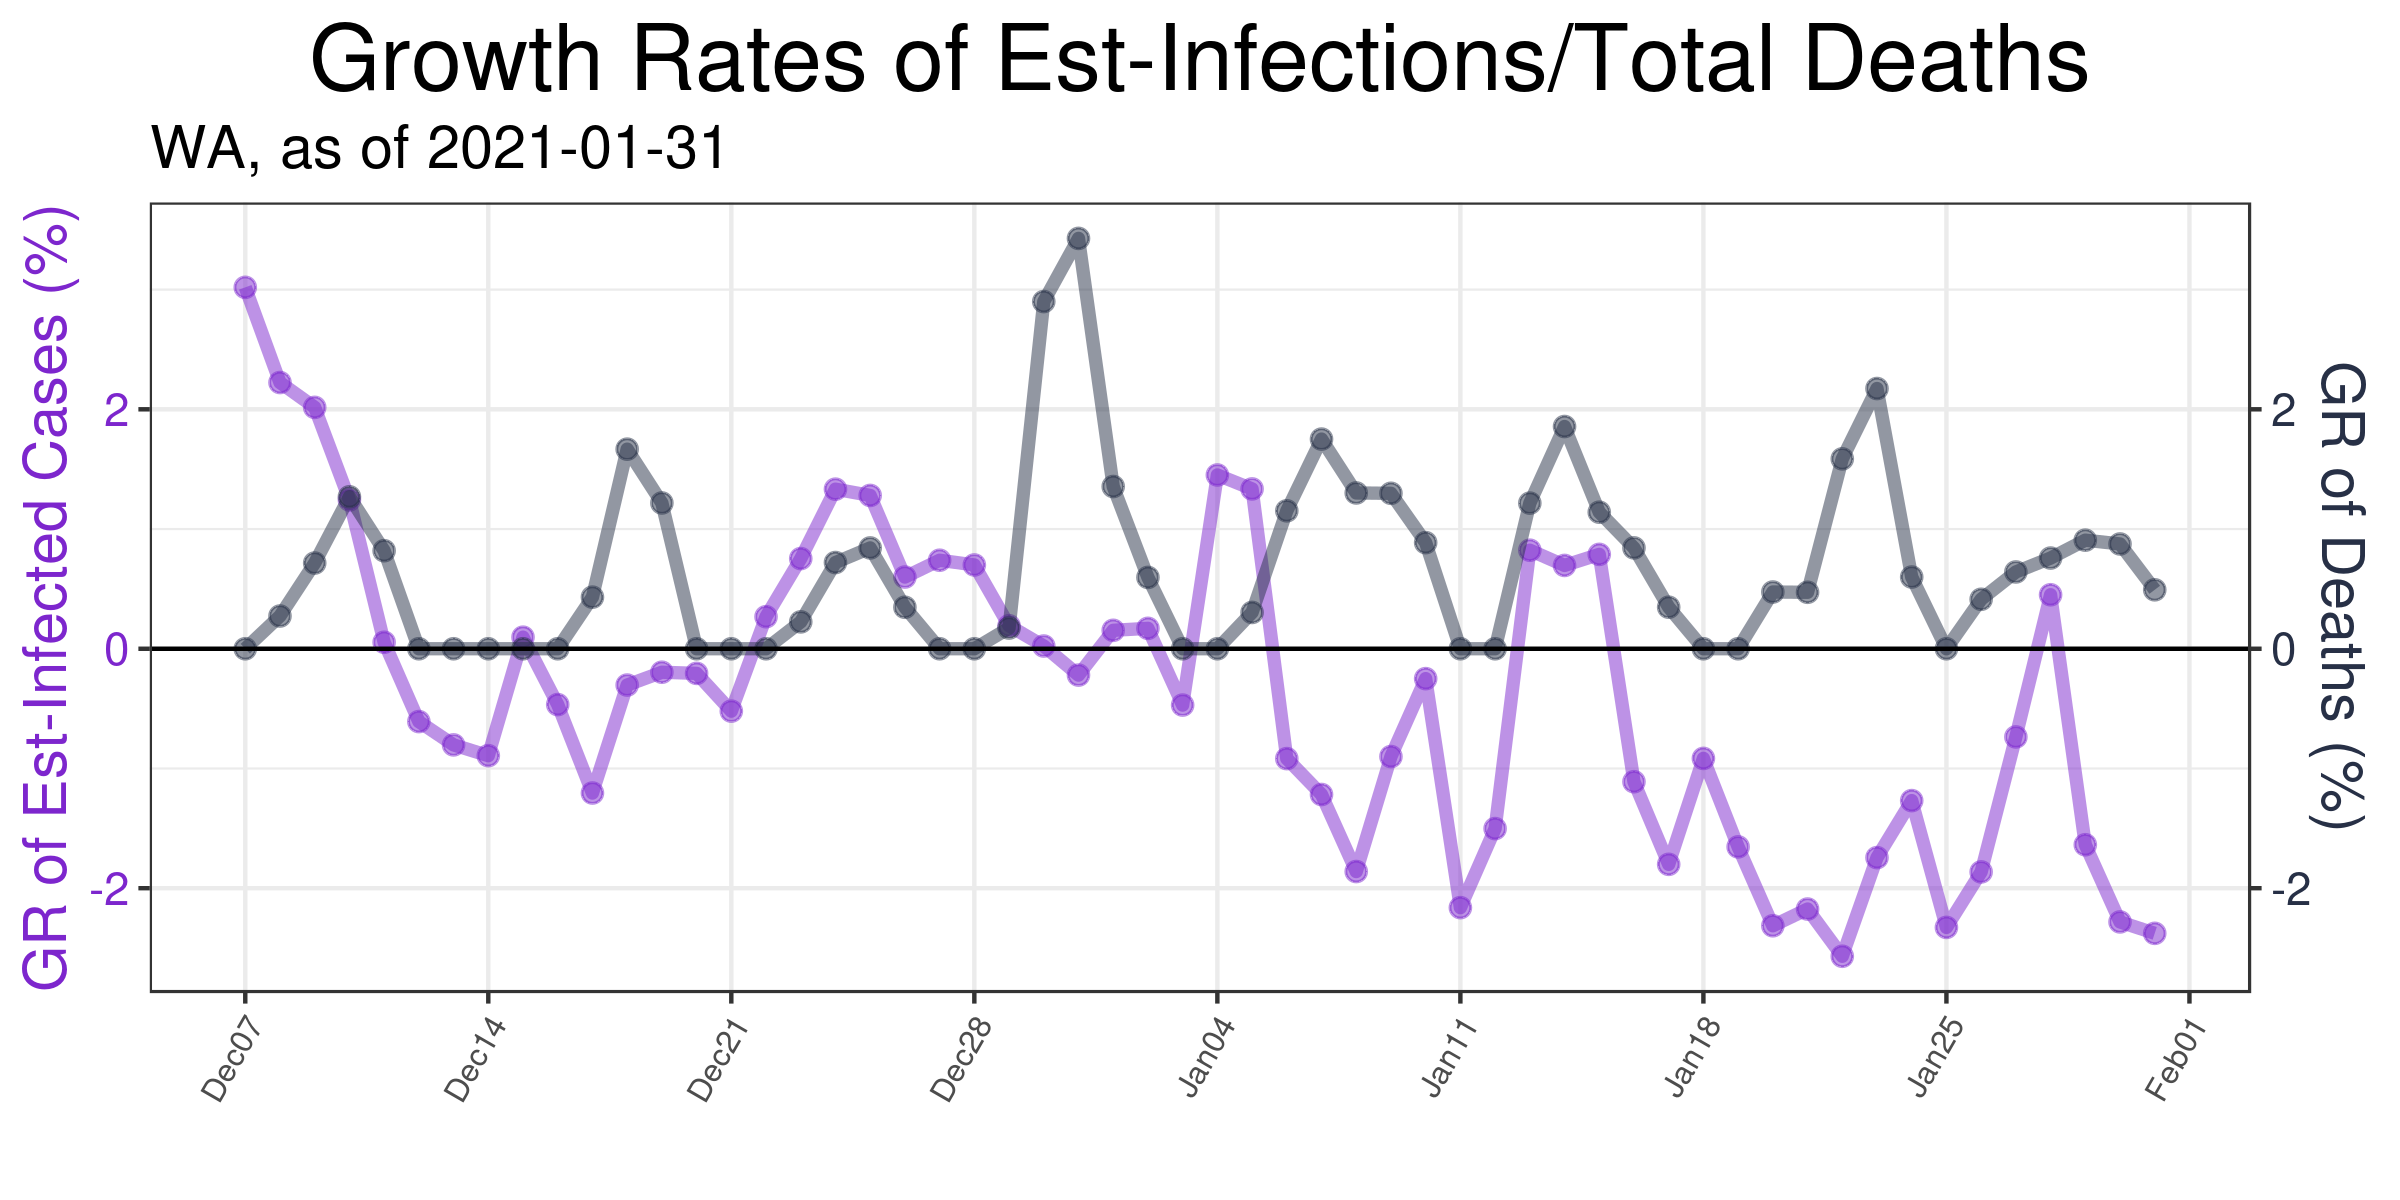 Growth Rates of Est-Infections/Total Deaths
WA, as of 2021-01-31
GR of Est-Infected Cases (%)
2
0
-2
2
0
-2
GR of Deaths (%)
Dec07
Dec14
Dec21
Dec28
Jan04
Jan11
Jan18
Jan25
Feb01